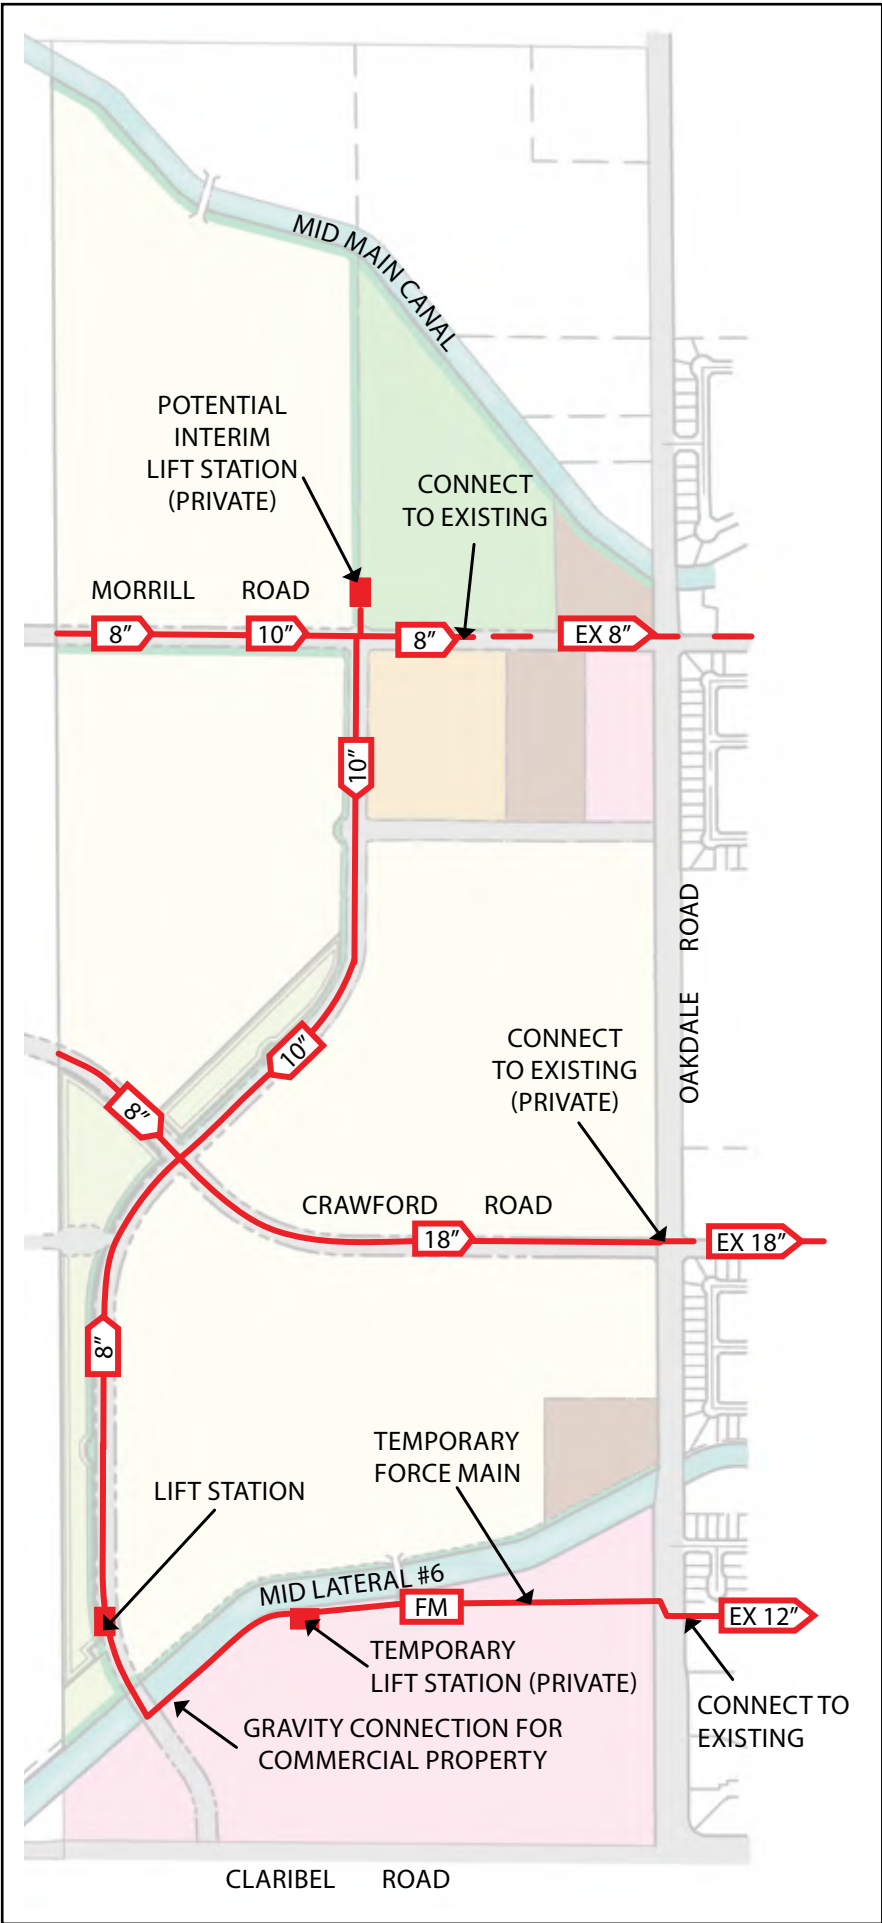 MID MAIN CANAL
POTENTIAL
INTERIM
LIFT STATION
(PRIVATE)
CONNECT
TO EXISTING
MORRILL ROAD
8”
10”
8”
EX 8”
10”
OAKDALE ROAD
10”
CONNECT
TO EXISTING
(PRIVATE)
8”
CRAWFORD ROAD
18”
EX 18”
8”
TEMPORARY
FORCE MAIN
LIFT STATION
MID LATERAL #6
FM
EX 12”
TEMPORARY
LIFT STATION (PRIVATE)
CONNECT TO
EXISTING
GRAVITY CONNECTION FOR
COMMERCIAL PROPERTY
CLARIBEL ROAD